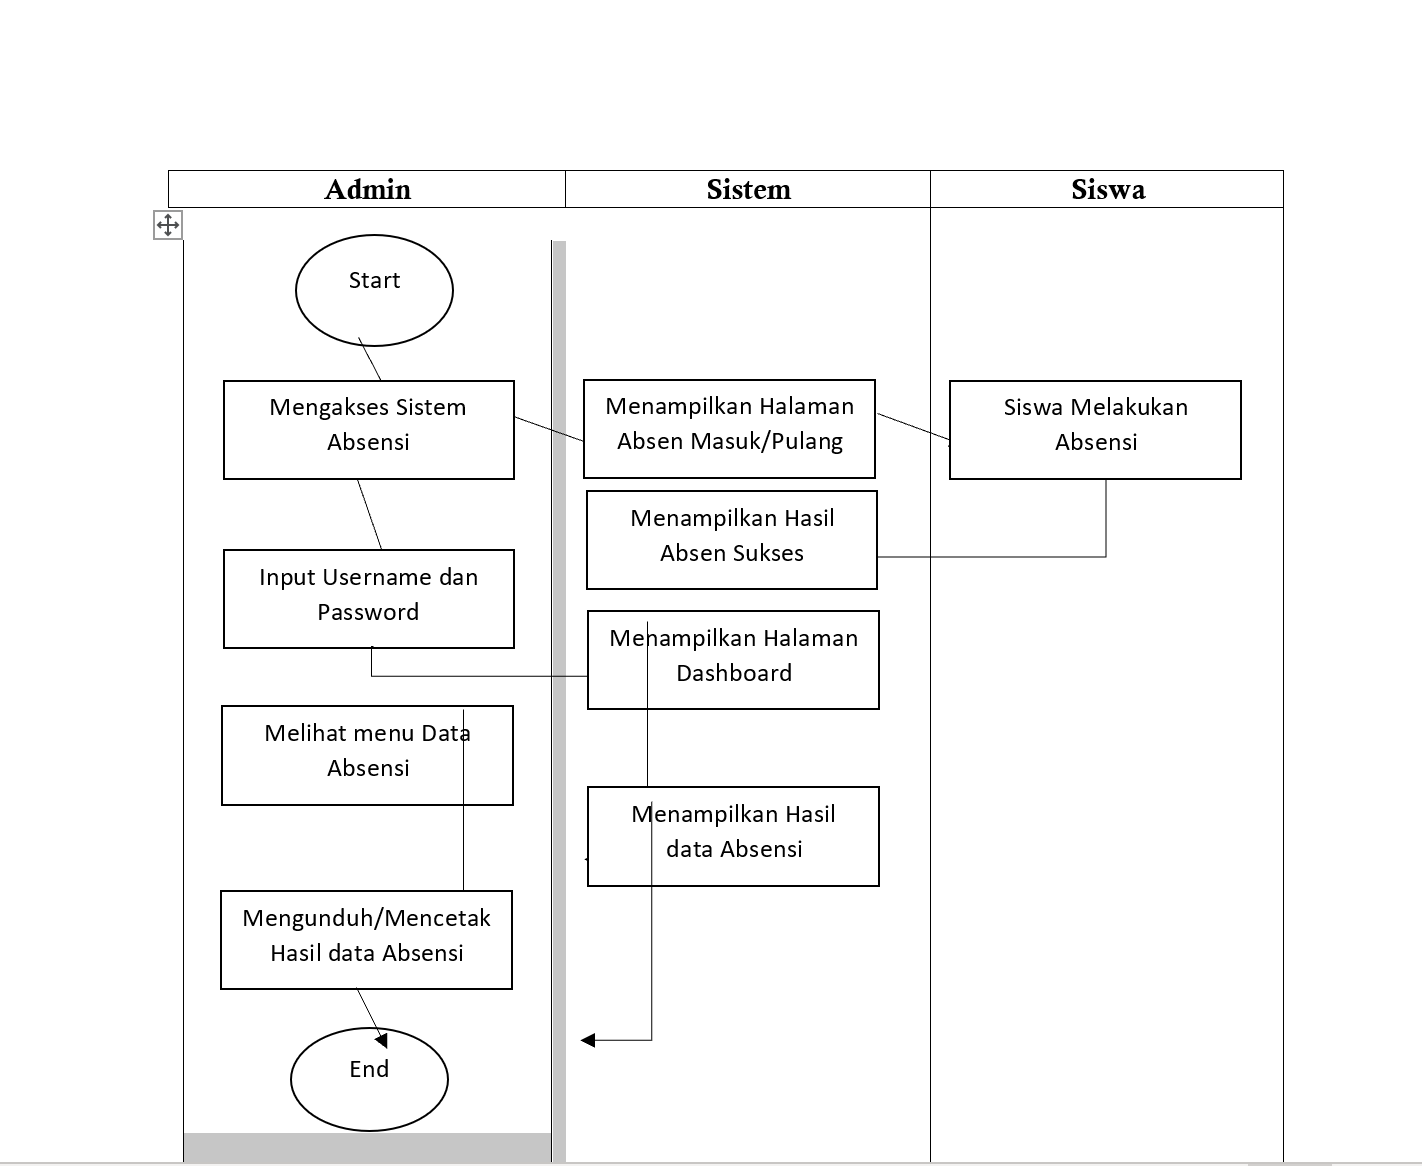 Admin
Sistem
Siswa
Start
Mengakses Sistem
Absensi
Menampilkan Halaman
Absen Masuk/Pulang
Siswa Melakukan
Absensi
Menampilkan Hasil
Absen Sukses
Input Username dan
Password
Menampilkan Halaman
Dashboard
Melihat menu Data
Absensi
Menampilkan Hasil
data Absensi
Mengunduh/Mencetak
Hasil data Absensi
End